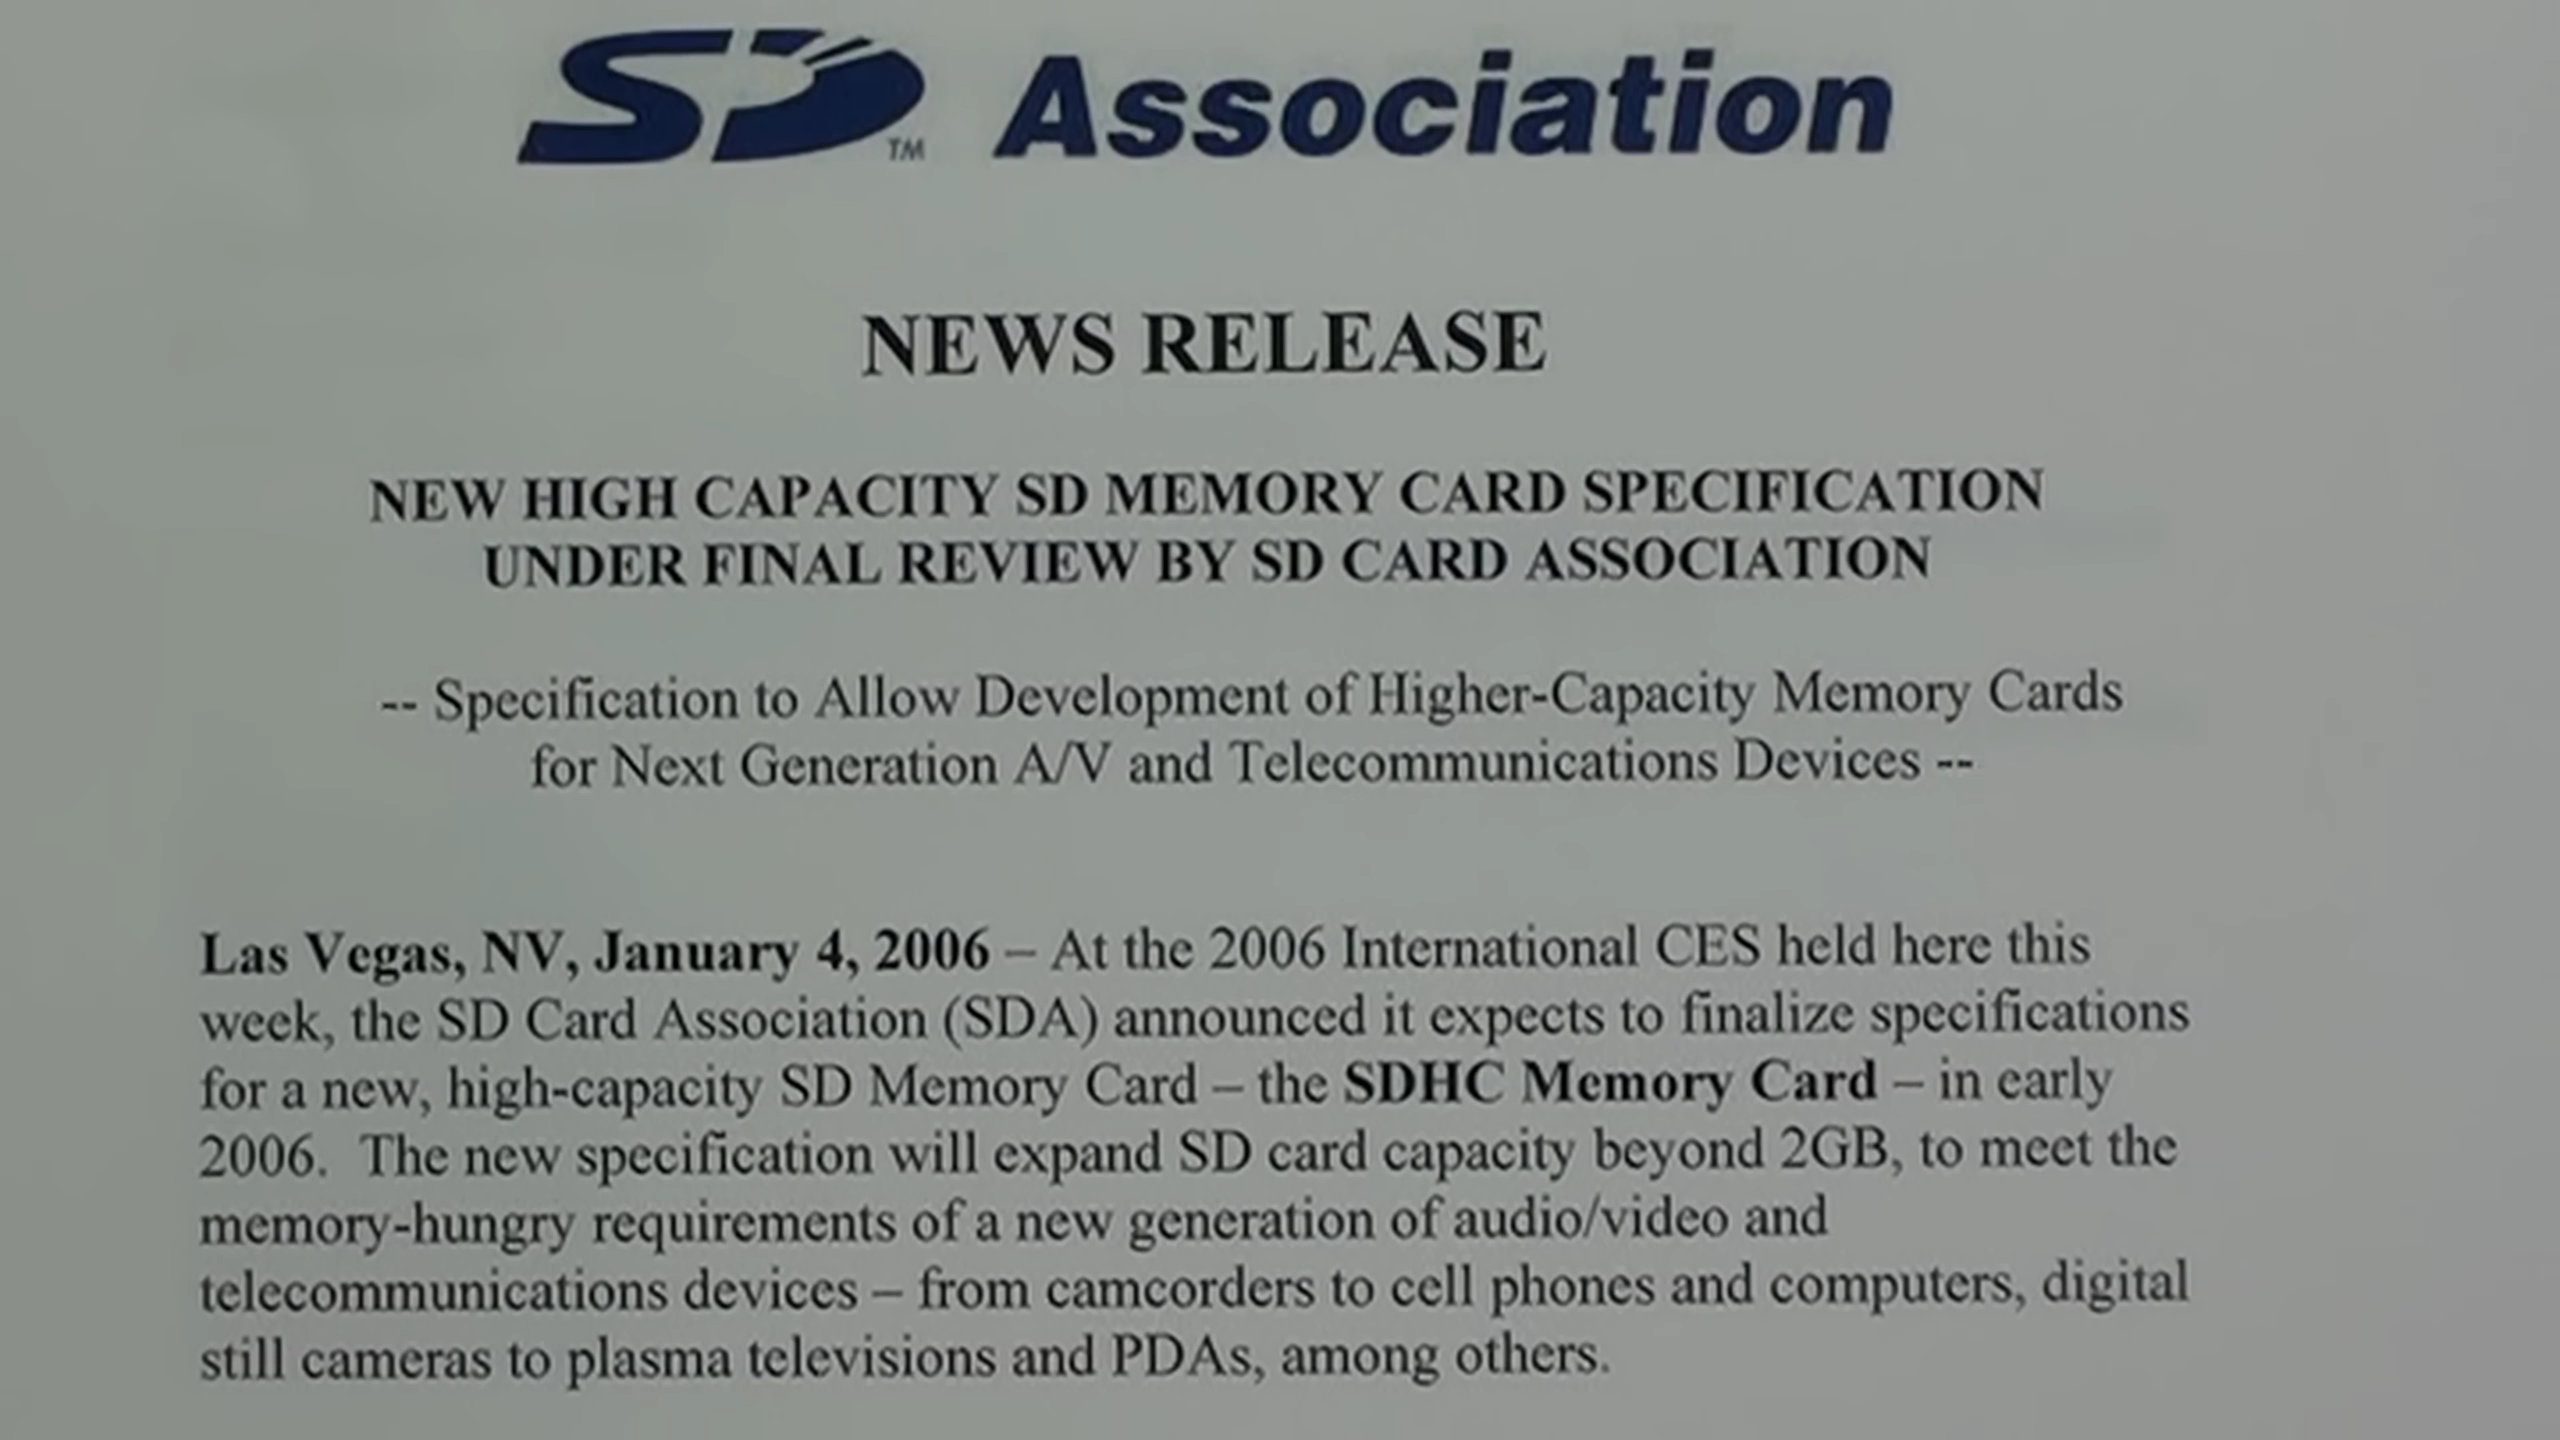 SD™ Association
NEWS RELEASE
NEW HIGH CAPACITY SD MEMORY CARD SPECIFICATION
UNDER FINAL REVIEW BY SD CARD ASSOCIATION
-- Specification to Allow Development of Higher-Capacity Memory Cards
for Next Generation A/V and Telecommunications Devices --
Las Vegas, NV, January 4, 2006 – At the 2006 International CES held here this
week, the SD Card Association (SDA) announced it expects to finalize specifications
for a new, high-capacity SD Memory Card – the SDHC Memory Card – in early
2006.  The new specification will expand SD card capacity beyond 2GB, to meet the
memory-hungry requirements of a new generation of audio/video and
telecommunications devices – from camcorders to cell phones and computers, digital
still cameras to plasma televisions and PDAs, among others.